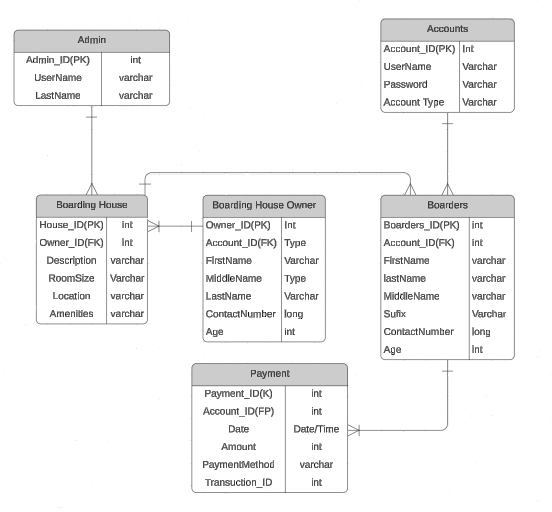 Admin
Admin_ID(PK) int
UserName varchar
LastName varchar
Accounts
Account_ID(PK) Int
UserName Varchar
Password Varchar
Account Type Varchar
Boarding House
House_ID(PK) int
Owner_ID(FK) Int
Description varchar
RoomSize Varchar
Location varchar
Amenities varchar
Boarding House Owner
Owner_ID(PK) Int
Account_ID(FK) Type
FirstName Varchar
MiddleName Type
LastName Varchar
ContactNumber long
Age int
Boarders
Boarders_ID(PK) int
Account_ID(FK) int
FirstName varchar
lastName varchar
MiddleName varchar
Sufix Varchar
ContactNumber long
Age Int
Payment
Payment_ID(K) int
Account_ID(FP) int
Date Date/Time
Amount int
PaymentMethod varchar
Transuction_ID int